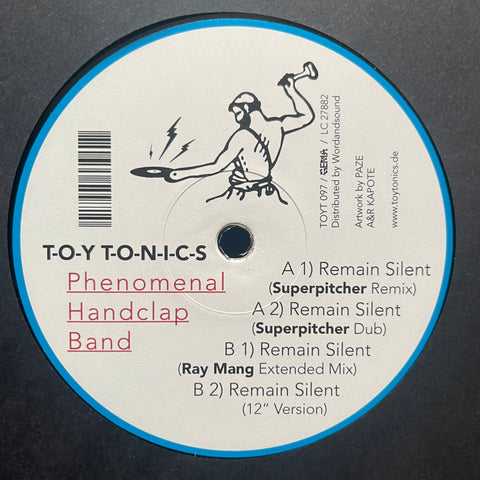 T-O-Y T-O-N-I-C-S
Phenomenal
Handclap
Band
A 1) Remain Silent
(Superpitcher Remix)
A 2) Remain Silent
(Superpitcher Dub)
B 1) Remain Silent
(Ray Mang Extended Mix)
B 2) Remain Silent
(12" Version)
TOYT 097 / GEMA / LC 27882
Distributed by Wordandsound
Artwork by PAZE
A&R KAPOTE
www.toytonics.de